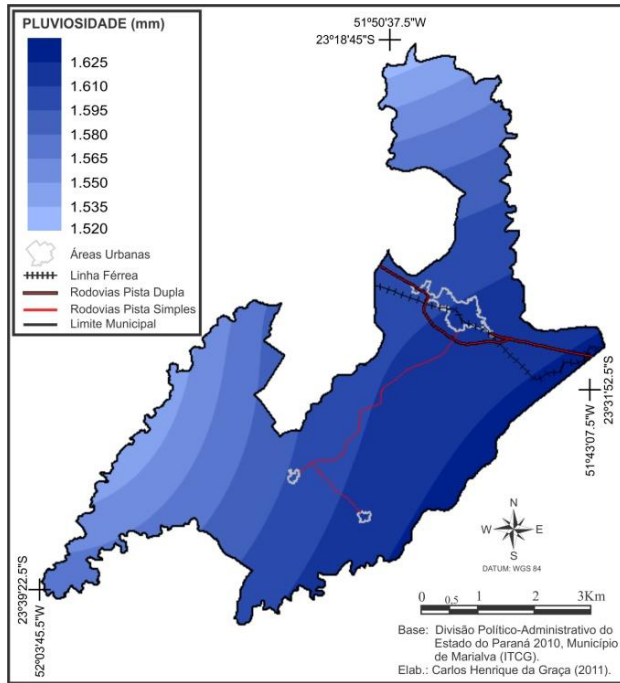 PLUVIOSIDADE (mm)
1.625
1.610
1.595
1.580
1.565
1.550
1.535
1.520
Áreas Urbanas
Linha Férrea
Rodovias Pista Dupla
Rodovias Pista Simples
Limite Municipal
51º50'37.5"W
23º18'45"S
51º43'07.5"W
23º31'52.5"S
23º39'22.5"S
52º03'45.5"W
N
W E
S
DATUM: WGS 84
0 0,5 1 2 3Km
Base: Divisão Político-Administrativo do
Estado do Paraná 2010, Município
de Marialva (ITCG).
Elab.: Carlos Henrique da Graça (2011).